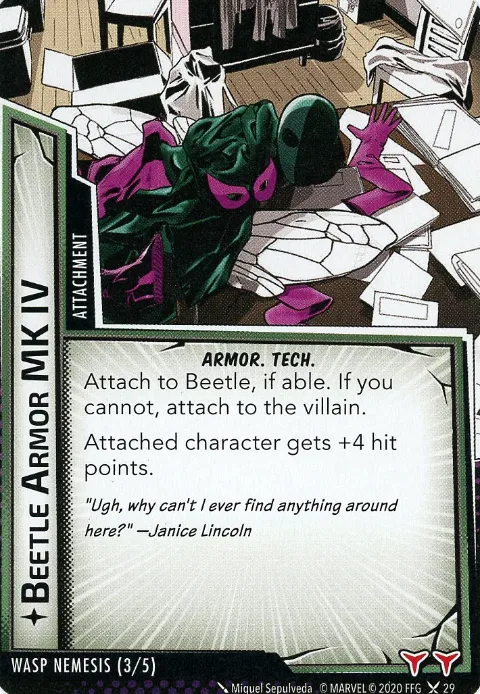 ATTACHMENT
BEETLE ARMOR MK IV
ARMOR. TECH.
Attach to Beetle, if able. If you
cannot, attach to the villain.
Attached character gets +4 hit
points.
"Ugh, why can't I ever find anything around
here?" —Janice Lincoln
WASP NEMESIS (3/5)
Miquel Sepulveda © MARVEL © 2020 FFG 29